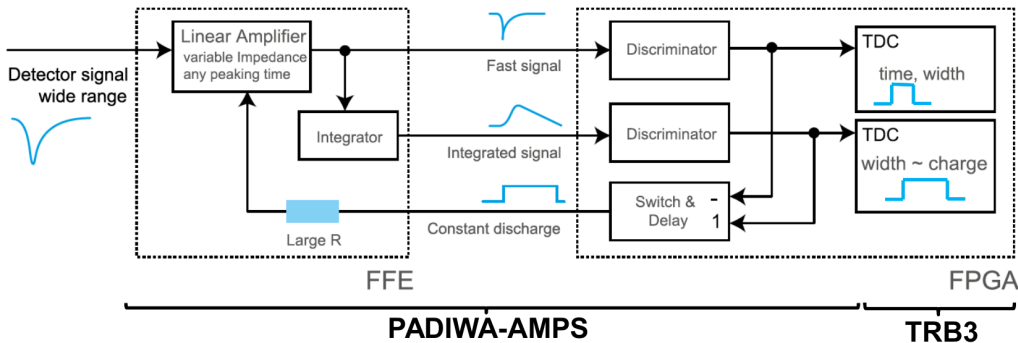 Linear Amplifier
variable Impedance
any peaking time
Detector signal
wide range
Fast signal
Discriminator
TDC
time, width
Integrator
Integrated signal
Discriminator
TDC
width ~ charge
Large R
Constant discharge
Switch &
Delay
-
1
FFE
FPGA
PADIWA-AMPS
TRB3